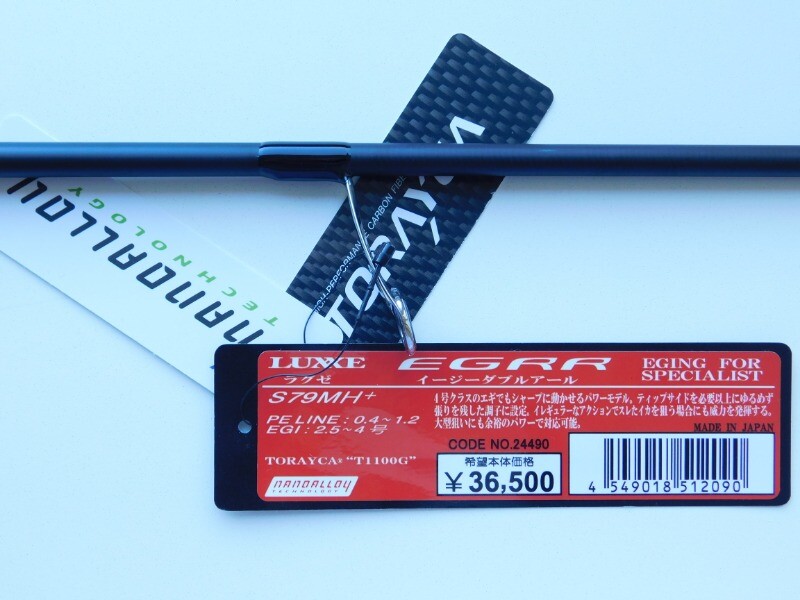 TORAYCA
HIGH PERFORMANCE CARBON FIBER
NANOALLOY
TECHNOLOGY
LUXXE EGRR EGING FOR
SPECIALIST
ラグゼ イージーダブルアール
S79MH+
4号クラスのエギでもシャープに動かせるパワーモデル。ティップサイドを必要以上にゆるめず
張りを残した調子に設定。イレギュラーなアクションでスレたイカを狙う場合にも威力を発揮する。
大型狙いにも余裕のパワーで対応可能。
PE LINE : 0.4~1.2
EGI : 2.5~4号
MADE IN JAPAN
CODE NO.24490
TORAYCA® "T1100G"
希望本体価格
¥36,500
NANOALLOY
TECHNOLOGY
4 549018 512090